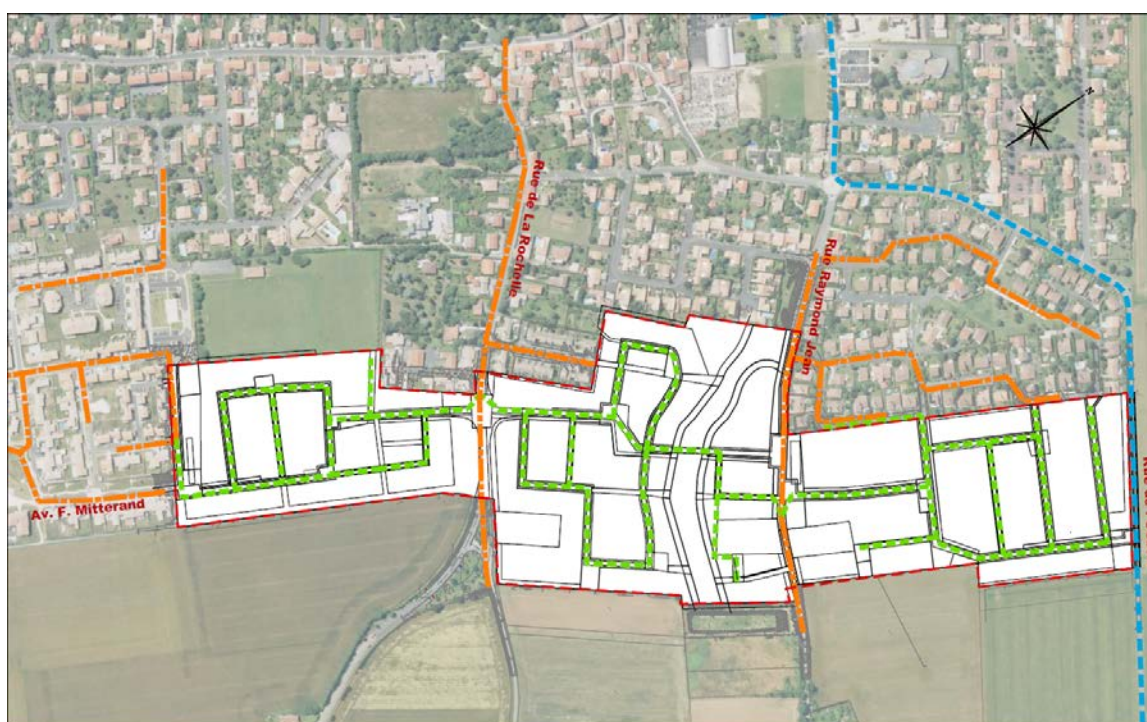 N
Rue de La Rochelle
Rue Raymond Jean
Av. F. Mitterand